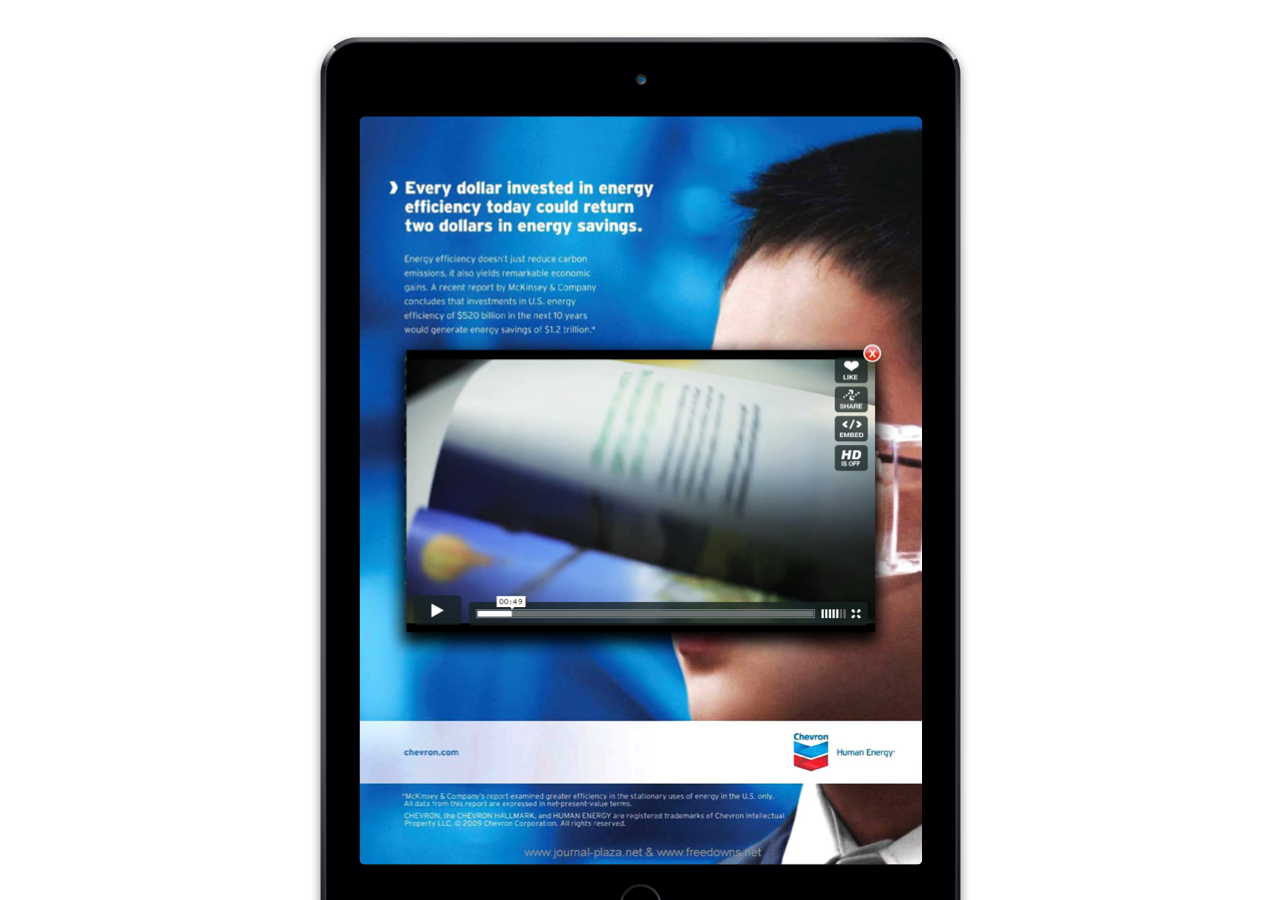 Every dollar invested in energy
efficiency today could return
two dollars in energy savings.
Energy efficiency doesn't just reduce carbon
emissions, it also yields remarkable economic
gains. A recent report by McKinsey & Company
concludes that investments in U.S. energy
efficiency of $520 billion in the next 10 years
would generate energy savings of $1.2 trillion.*
X
LIKE
SHARE
</> EMBED
HD
IS OFF
00:49
Chevron
chevron.com
Human Energy®
*McKinsey & Company's report examined greater efficiency in the stationary uses of energy in the U.S. only.
All data from this report are expressed in net-present-value terms.
CHEVRON, the CHEVRON HALLMARK, and HUMAN ENERGY are registered trademarks of Chevron Intellectual
Property LLC. © 2009 Chevron Corporation. All rights reserved.
www.journal-plaza.net & www.freedowns.net